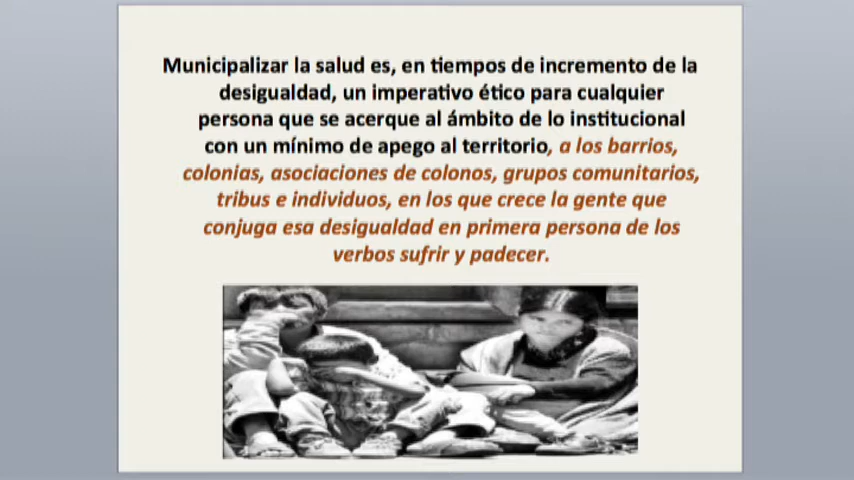 Municipalizar la salud es, en tiempos de incremento de la
desigualdad, un imperativo ético para cualquier
persona que se acerque al ámbito de lo institucional
con un mínimo de apego al territorio, a los barrios,
colonias, asociaciones de colonos, grupos comunitarios,
tribus e individuos, en los que crece la gente que
conjuga esa desigualdad en primera persona de los
verbos sufrir y padecer.